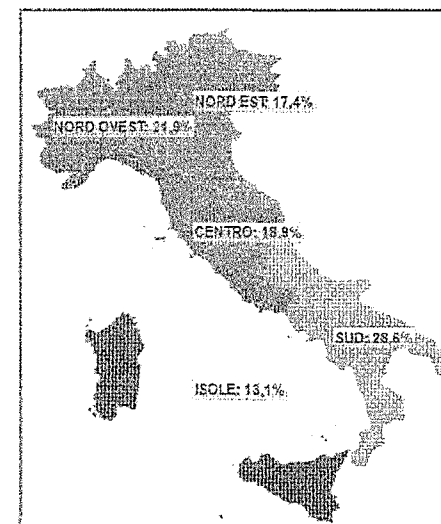 NORD EST: 17,4%
NORD OVEST: 21,9%
CENTRO: 18,9%
SUD: 28,6%
ISOLE: 13,1%